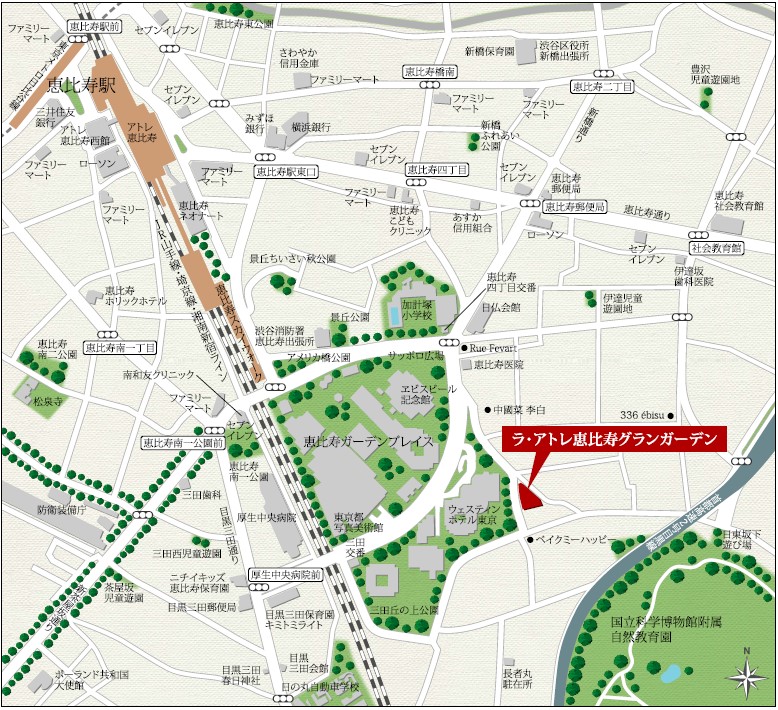 ファミリー
マート
恵比寿駅前
セブンイレブン
恵比寿東公園
東京メトロ日比谷線
恵比寿駅
三井住友
銀行
アトレ
恵比寿西館
アトレ
恵比寿
セブン
イレブン
さわやか
信用金庫
ファミリーマート
恵比寿橋南
新橋保育園
渋谷区役所
新橋出張所
恵比寿二丁目
豊沢
児童遊園地
みずほ
銀行
横浜銀行
ファミリー
マート
ファミリー
マート
新橋
ふれあい
公園
新橋通り
ファミリー
マート
ローソン
ファミリー
マート
恵比寿駅東口
セブン
イレブン
恵比寿四丁目
セブン
イレブン
恵比寿
郵便局
恵比寿郵便局
恵比寿通り
恵比寿
社会教育館
社会教育館
ファミリー
マート
恵比寿
ネオナート
ファミリー
マート
恵比寿
こども
クリニック
あすか
信用組合
ローソン
セブン
イレブン
伊達坂
歯科医院
JR山手線・埼京線
湘南新宿ライン
恵比寿スカイウォーク
景丘ちいさい秋公園
恵比寿
ホリックホテル
景丘公園
加計塚
小学校
恵比寿
四丁目交番
日仏会館
伊達児童
遊園地
恵比寿
南二公園
恵比寿南一丁目
渋谷消防署
恵比寿出張所
アメリカ橋公園
サッポロ広場
Rue Fevart
恵比寿医院
松泉寺
南和友クリニック
ファミリー
マート
ヱビスビール
記念館
中國菜 李白
336 ébisu
恵比寿南一公園前
セブン
イレブン
恵比寿ガーデンプレイス
ラ・アトレ恵比寿グランガーデン
恵比寿
南一公園
三田歯科
防衛装備庁
目黒三田通り
厚生中央病院
東京都
写真美術館
ウェスティン
ホテル東京
首都高速2号目黒線
三田
交番
ベイクミーハッピー
日東坂下
遊び場
三田西児童遊園
厚生中央病院前
茶屋坂
児童遊園
新茶屋坂通り
ニチイキッズ
恵比寿保育園
目黒三田郵便局
目黒三田保育園
キミトミライト
三田丘の上公園
国立科学博物館附属
自然教育園
ポーランド共和国
大使館
目黒三田
春日神社
目黒
三田会館
日の丸自動車学校
長者丸
駐在所
N